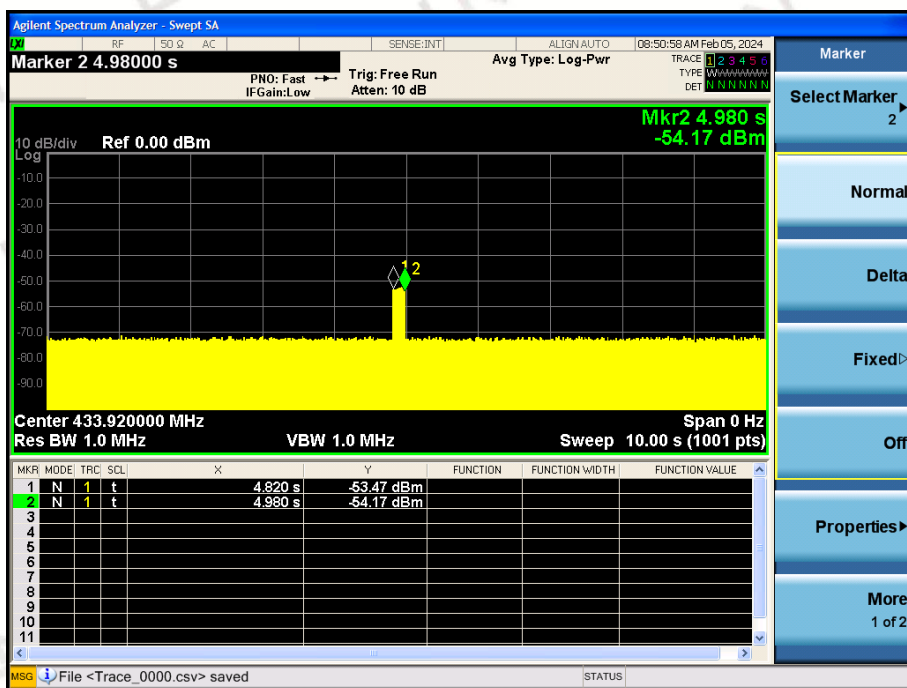 Agilent Spectrum Analyzer - Swept SA
LXI RF 50 Ω AC SENSE:INT ALIGN AUTO 08:50:58 AM Feb 05, 2024
Marker 2 4.98000 s
PNO: Fast
IFGain:Low
Trig: Free Run
Atten: 10 dB
Avg Type: Log-Pwr
TRACE 1 2 3 4 5 6
TYPE WWWWWW
DET N N N N N N
Mkr2 4.980 s
-54.17 dBm
10 dB/div Ref 0.00 dBm
Log
-10.0
-20.0
-30.0
-40.0
-50.0
-60.0
-70.0
-80.0
-90.0
1 2
Center 433.920000 MHz Span 0 Hz
Res BW 1.0 MHz VBW 1.0 MHz Sweep 10.00 s (1001 pts)
MKR MODE TRC SCL X Y FUNCTION FUNCTION WIDTH FUNCTION VALUE
1 N 1 t 4.820 s -53.47 dBm
2 N 1 t 4.980 s -54.17 dBm
3
4
5
6
7
8
9
10
11
MSG File <Trace_0000.csv> saved STATUS
Marker
Select Marker
2
Normal
Delta
Fixed
Off
Properties
More
1 of 2